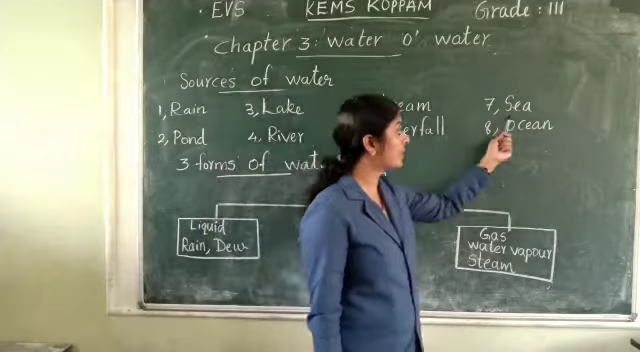 . EVS KEMS KOPPAM Grade: III
Chapter 3: Water O' water
Sources of water
1, Rain 3, Lake 7, Sea
2, Pond 4. River 8, Ocean
3 forms of
Liquid
Rain, Dew
Gas
water vapour
Steam